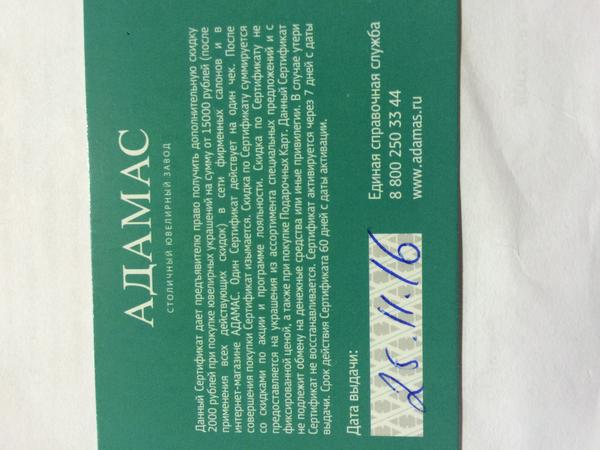 АДАМАС
СТОЛИЧНЫЙ ЮВЕЛИРНЫЙ ЗАВОД
Данный Сертификат дает предъявителю право получить дополнительную скидку
2000 рублей при покупке ювелирных украшений на сумму от 15000 рублей (после
применения всех действующих скидок) в сети фирменных салонов и в
интернет-магазине АДАМАС. Один Сертификат действует на один чек. После
совершения покупки Сертификат изымается. Скидка по Сертификату суммируется
со скидками по акции и программе лояльности. Скидка по Сертификату не
предоставляется на украшения из ассортимента специальных предложений и с
фиксированной ценой, а также при покупке Подарочных Карт. Данный Сертификат
не подлежит обмену на денежные средства или иные привилегии. В случае утери
Сертификат не восстанавливается. Сертификат активируется через 7 дней с даты
выдачи. Срок действия Сертификата 60 дней с даты активации.
Дата выдачи:
25.11.16
Единая справочная служба
8 800 250 33 44
www.adamas.ru